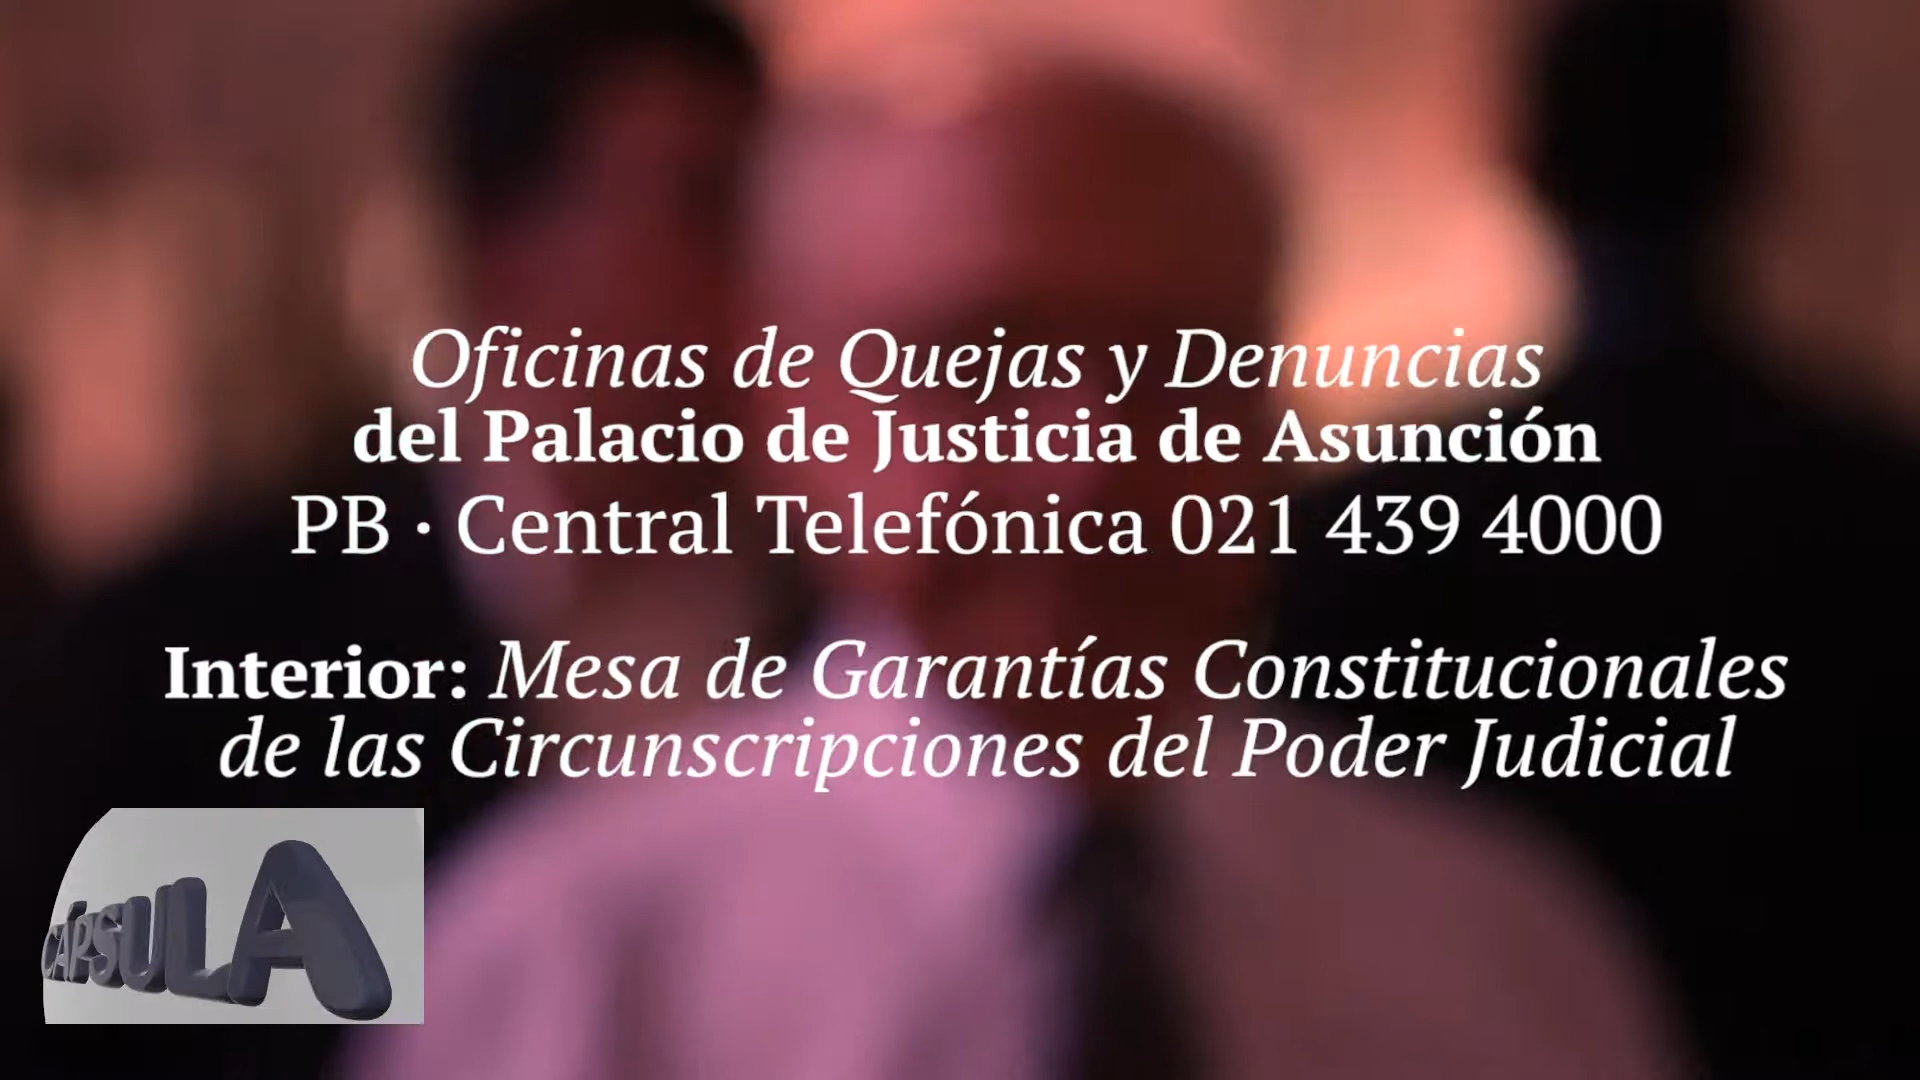 Oficinas de Quejas y Denuncias
del Palacio de Justicia de Asunción
PB · Central Telefónica 021 439 4000
Interior: Mesa de Garantías Constitucionales
de las Circunscripciones del Poder Judicial
CÁPSULA